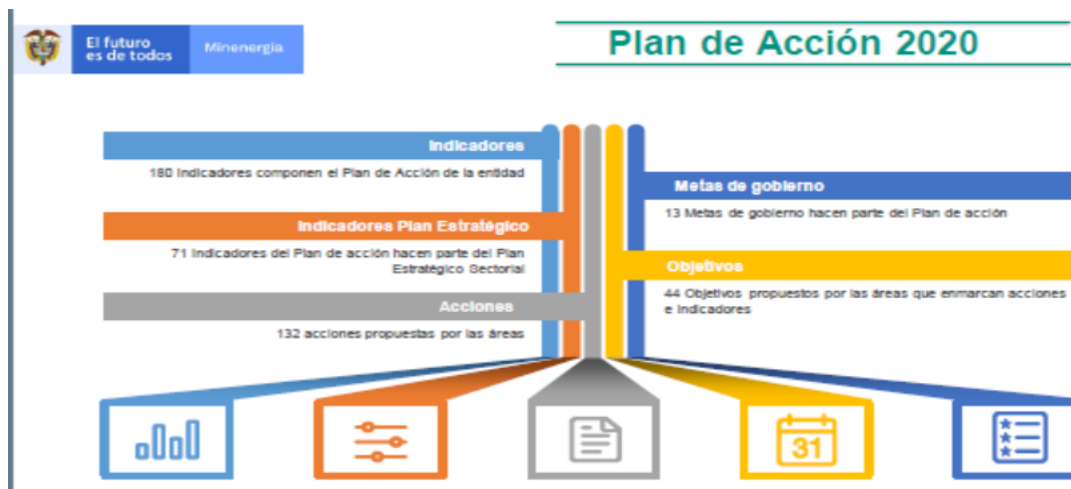 El futuro
es de todos
Minenergía
Plan de Acción 2020
Indicadores
180 Indicadores componen el Plan de Acción de la entidad
Indicadores Plan Estratégico
71 Indicadores del Plan de acción hacen parte del Plan
Estratégico Sectorial
Acciones
132 acciones propuestas por las áreas
Metas de gobierno
13 Metas de gobierno hacen parte del Plan de acción
Objetivos
44 Objetivos propuestos por las áreas que enmarcan acciones
e Indicadores
31